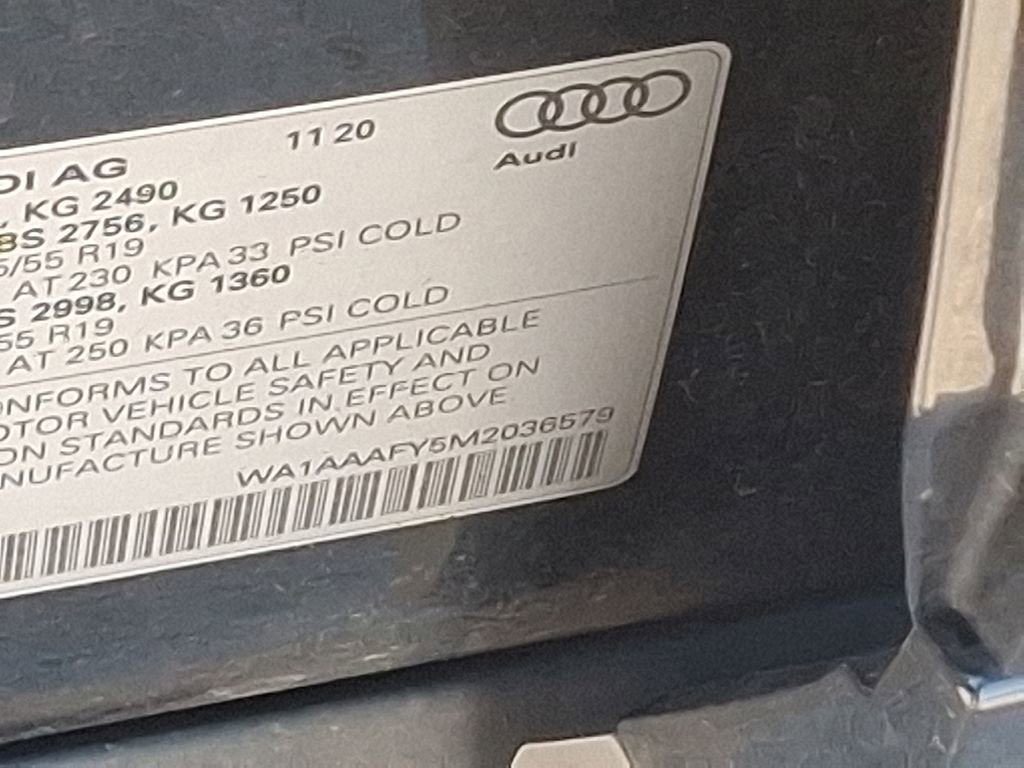 11 20
Audi
DI AG
, KG 2490
BS 2756, KG 1250
5/55 R19
AT 230 KPA 33 PSI COLD
S 2998, KG 1360
55 R19
AT 250 KPA 36 PSI COLD
ONFORMS TO ALL APPLICABLE
OTOR VEHICLE SAFETY AND
ON STANDARDS IN EFFECT ON
NUFACTURE SHOWN ABOVE
WA1AAAFY5M2036579